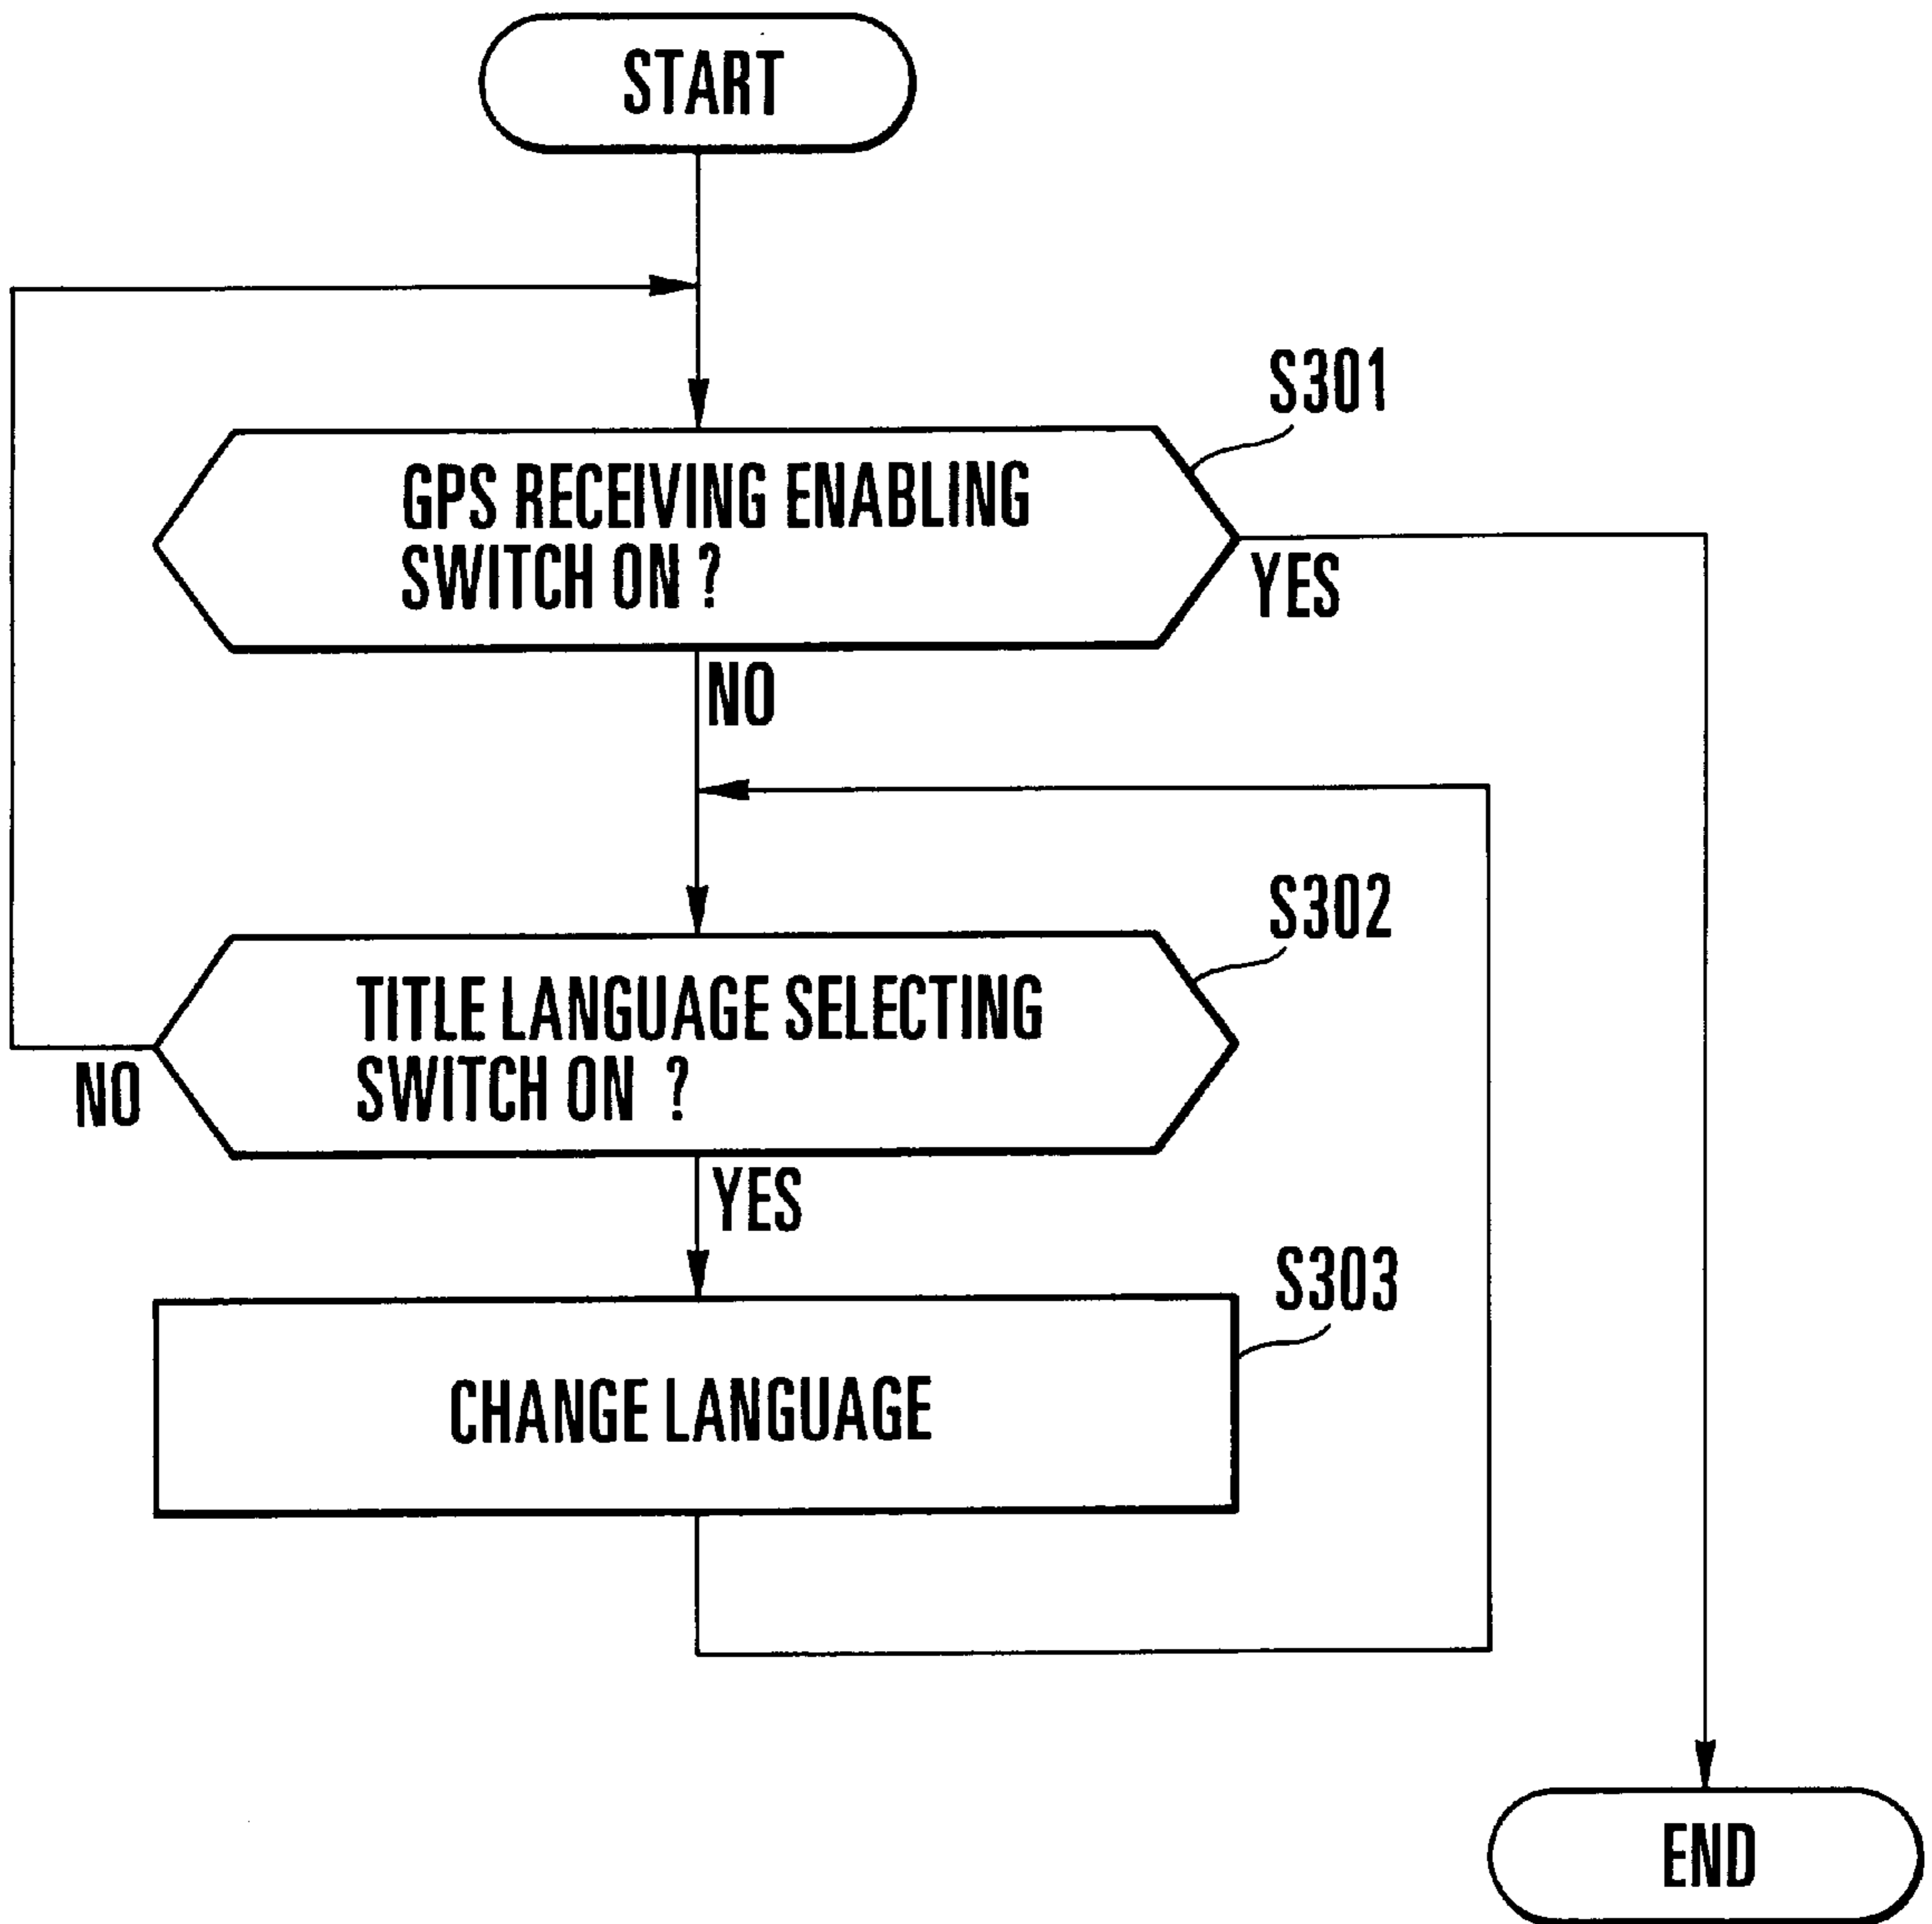 START
S301
GPS RECEIVING ENABLING
SWITCH ON ?
YES
NO
S302
TITLE LANGUAGE SELECTING
SWITCH ON ?
NO
YES
S303
CHANGE LANGUAGE
END